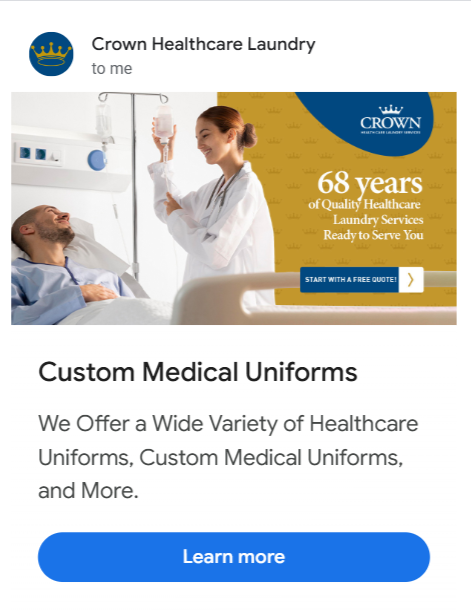 Crown Healthcare Laundry
to me
CROWN
HEALTHCARE LAUNDRY SERVICES
68 years
of Quality Healthcare
Laundry Services
Ready to Serve You
START WITH A FREE QUOTE!
Custom Medical Uniforms
We Offer a Wide Variety of Healthcare
Uniforms, Custom Medical Uniforms,
and More.
Learn more